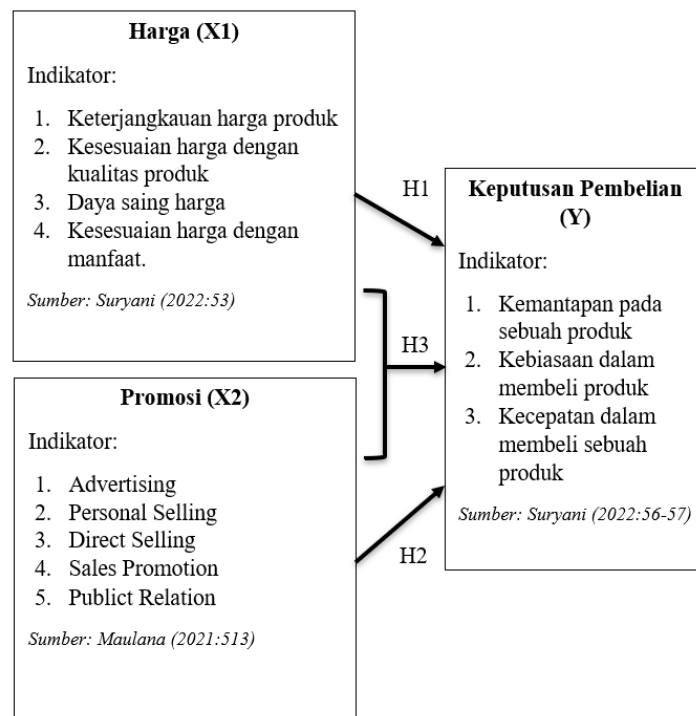 Harga (X1)
Indikator:
1. Keterjangkauan harga produk
2. Kesesuaian harga dengan
kualitas produk
3. Daya saing harga
4. Kesesuaian harga dengan
manfaat.
Sumber: Suryani (2022:53)
Promosi (X2)
Indikator:
1. Advertising
2. Personal Selling
3. Direct Selling
4. Sales Promotion
5. Publict Relation
Sumber: Maulana (2021:513)
H1
H3
H2
Keputusan Pembelian
(Y)
Indikator:
1. Kemantapan pada
sebuah produk
2. Kebiasaan dalam
membeli produk
3. Kecepatan dalam
membeli sebuah
produk
Sumber: Suryani (2022:56-57)